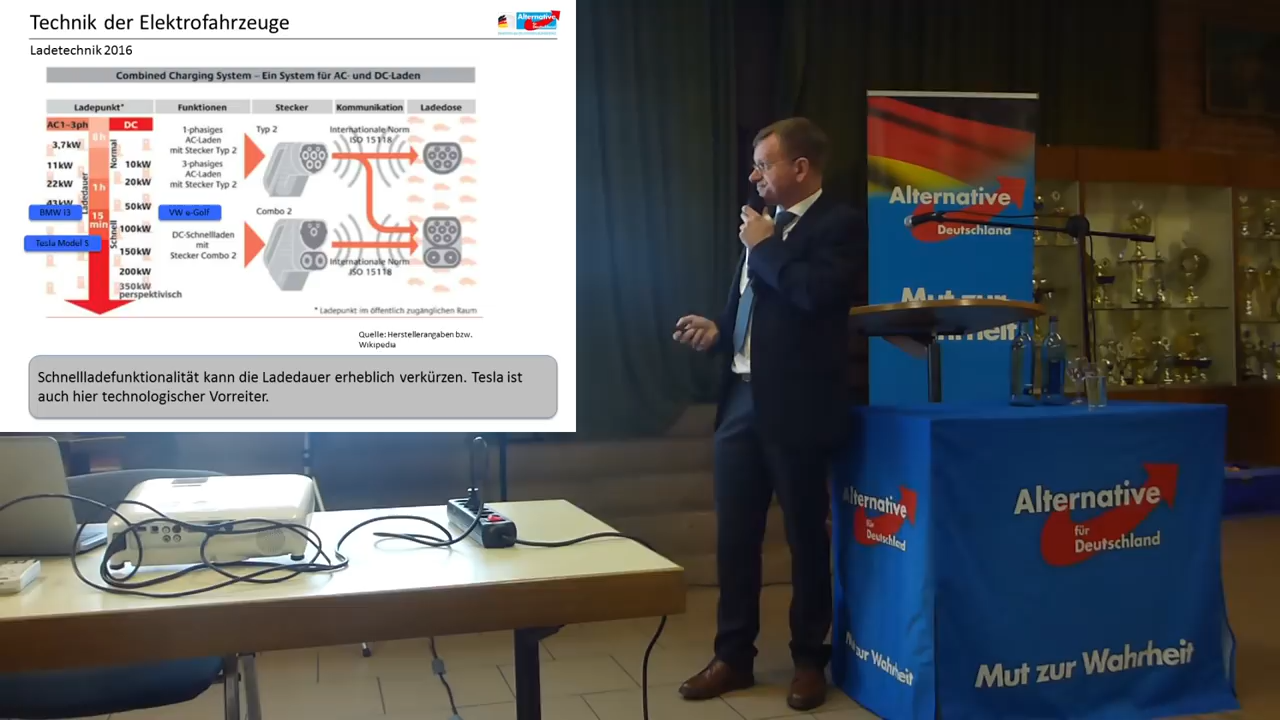 Technik der Elektrofahrzeuge
Alternative
für
Deutschland
Ladetechnik 2016
Combined Charging System – Ein System für AC- und DC-Laden
Ladepunkt*
Funktionen
Stecker
Kommunikation
Ladedose
AC1–3ph
DC
8 h
1 h
15
min
Ladedauer
Normal
Schnell
3,7kW
11kW
22kW
43kW
10kW
20kW
50kW
100kW
150kW
200kW
350kW
perspektivisch
BMW i3
VW e-Golf
Tesla Model S
1-phasiges
AC-Laden
mit Stecker Typ 2
3-phasiges
AC-Laden
mit Stecker Typ 2
DC-Schnellladen
mit
Stecker Combo 2
Typ 2
Combo 2
Internationale Norm
ISO 15118
Internationale Norm
ISO 15118
* Ladepunkt im öffentlich zugänglichen Raum
Quelle: Herstellerangaben bzw.
Wikipedia
Schnellladefunktionalität kann die Ladedauer erheblich verkürzen. Tesla ist
auch hier technologischer Vorreiter.
Alternative
Deutschland
Mut zur
Alternative
für
Deutschland
Mut zur Wahrheit
Alternative
für
Deutschland
Mut zur Wahrheit